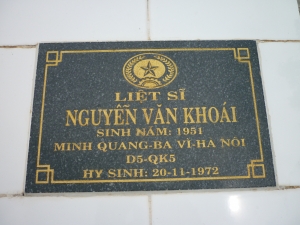 LIỆT SĨ
NGUYỄN VĂN KHOÁI
SINH NĂM: 1951
MINH QUANG-BA VÌ-HÀ NỘI
D5-QK5
HY SINH: 20-11-1972